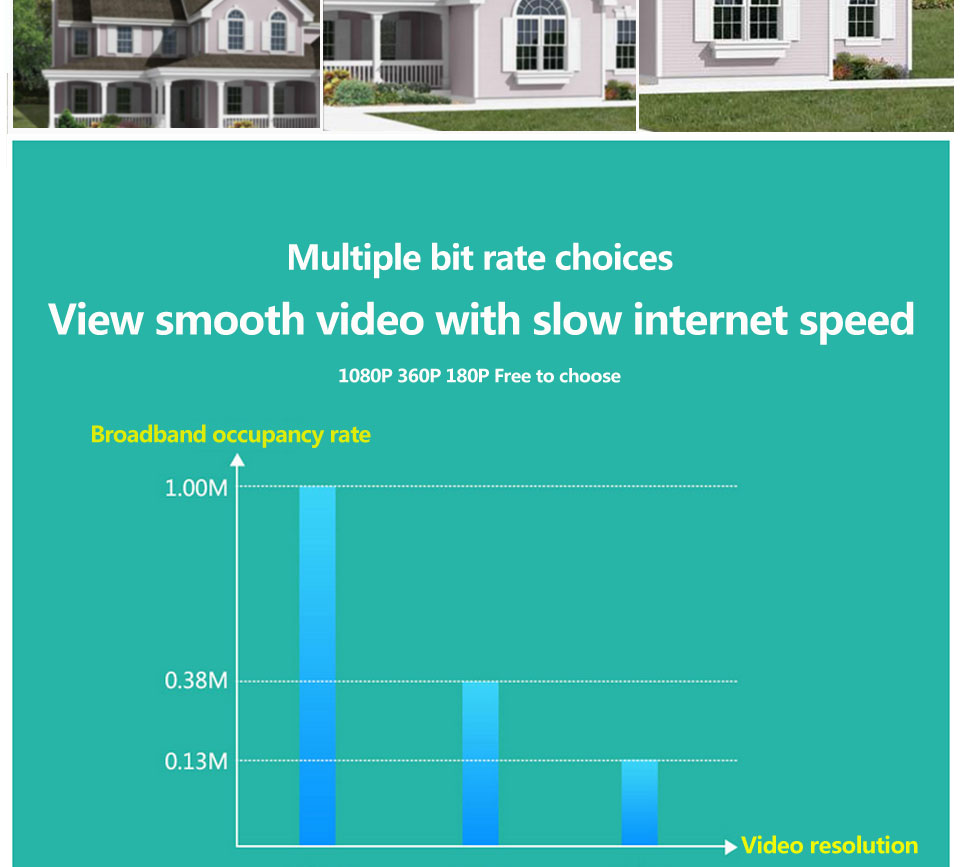 Multiple bit rate choices
View smooth video with slow internet speed
1080P 360P 180P Free to choose
Broadband occupancy rate
1.00M
0.38M
0.13M
Video resolution